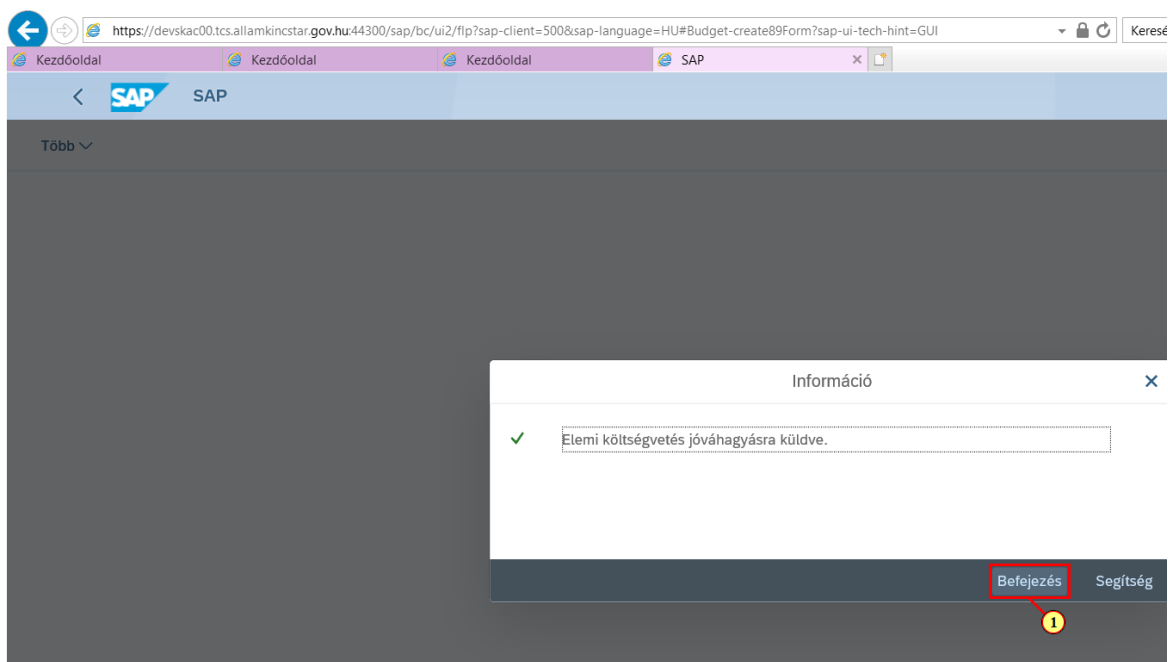 https://devskac00.tcs.allamkincstar.gov.hu:44300/sap/bc/ui2/flp?sap-client=500&sap-language=HU#Budget-create89Form?sap-ui-tech-hint=GUI Keresé
Kezdőoldal Kezdőoldal Kezdőoldal SAP
SAP SAP
Több
Információ
Elemi költségvetés jóváhagyásra küldve.
Befejezés Segítség
1